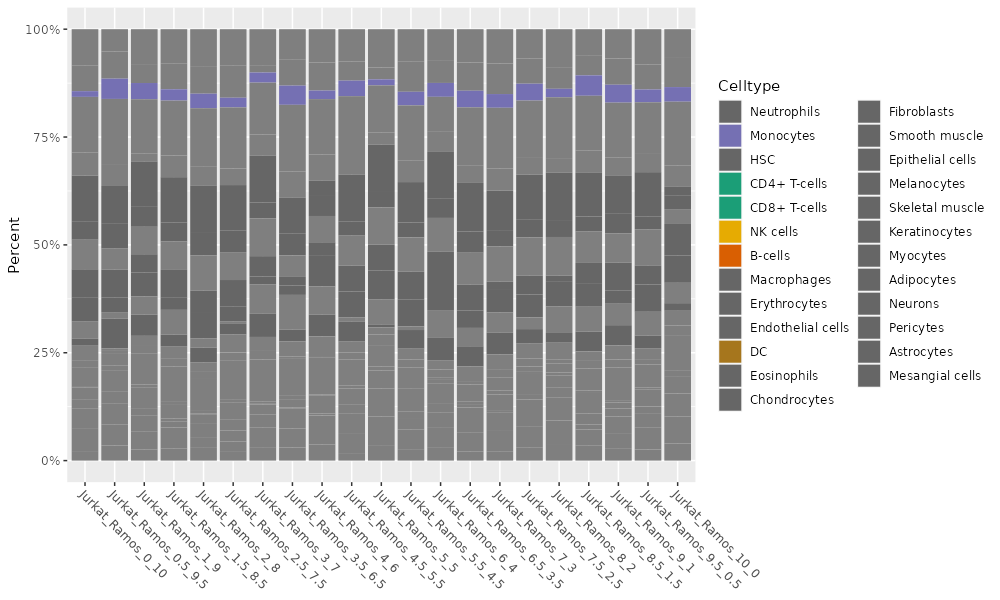 100%
75%
50%
25%
0%
Percent
Jurkat_Ramos_0_10
Jurkat_Ramos_0.5_9.5
Jurkat_Ramos_1_9
Jurkat_Ramos_1.5_8.5
Jurkat_Ramos_2_8
Jurkat_Ramos_2.5_7.5
Jurkat_Ramos_3_7
Jurkat_Ramos_3.5_6.5
Jurkat_Ramos_4_6
Jurkat_Ramos_4.5_5.5
Jurkat_Ramos_5_5
Jurkat_Ramos_5.5_4.5
Jurkat_Ramos_6_4
Jurkat_Ramos_6.5_3.5
Jurkat_Ramos_7_3
Jurkat_Ramos_7.5_2.5
Jurkat_Ramos_8_2
Jurkat_Ramos_8.5_1.5
Jurkat_Ramos_9_1
Jurkat_Ramos_9.5_0.5
Jurkat_Ramos_10_0
Celltype
Neutrophils
Monocytes
HSC
CD4+ T-cells
CD8+ T-cells
NK cells
B-cells
Macrophages
Erythrocytes
Endothelial cells
DC
Eosinophils
Chondrocytes
Fibroblasts
Smooth muscle
Epithelial cells
Melanocytes
Skeletal muscle
Keratinocytes
Myocytes
Adipocytes
Neurons
Pericytes
Astrocytes
Mesangial cells